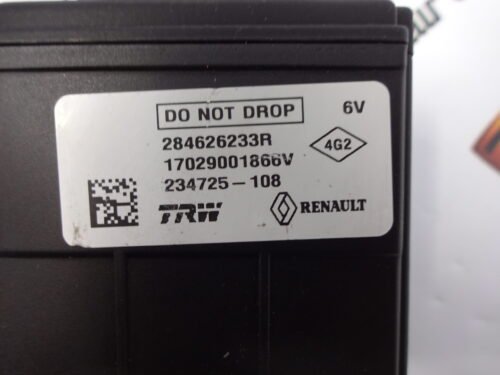 DO NOT DROP 6V
284626233R
4G2
17029001866V
234725-108
TRW RENAULT